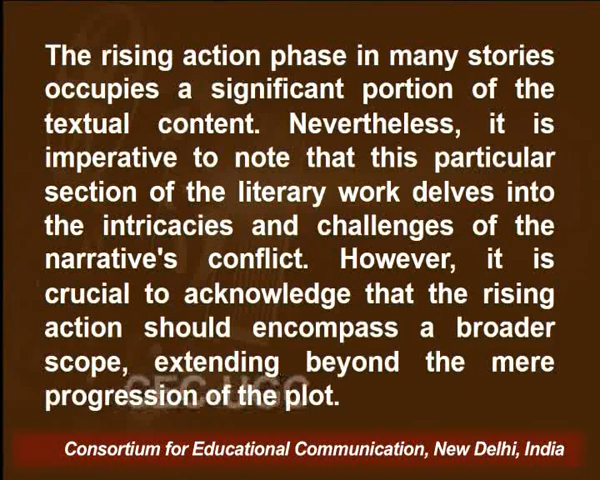 The rising action phase in many stories
occupies a significant portion of the
textual content. Nevertheless, it is
imperative to note that this particular
section of the literary work delves into
the intricacies and challenges of the
narrative's conflict. However, it is
crucial to acknowledge that the rising
action should encompass a broader
scope, extending beyond the mere
progression of the plot.
CEC-UGC
Consortium for Educational Communication, New Delhi, India